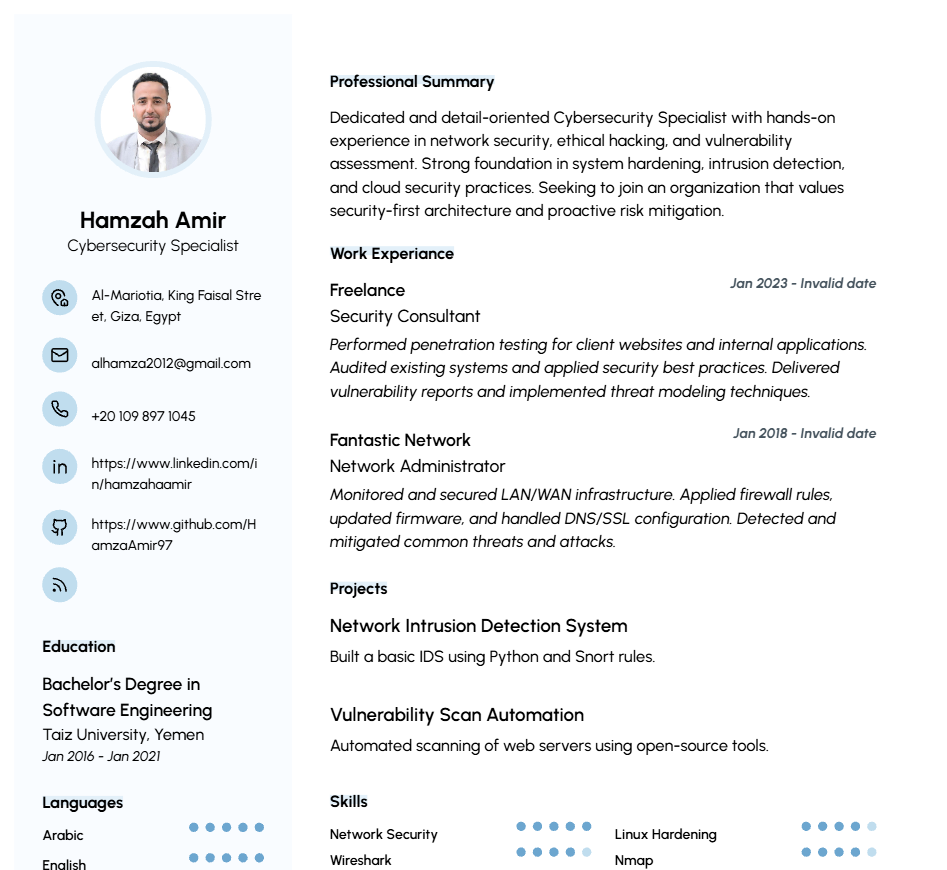 Hamzah Amir
Cybersecurity Specialist
Al-Mariotia, King Faisal Stre
et, Giza, Egypt
alhamza2012@gmail.com
+20 109 897 1045
https://www.linkedin.com/i
n/hamzahaamir
https://www.github.com/H
amzaAmir97
Education
Bachelor's Degree in
Software Engineering
Taiz University, Yemen
Jan 2016 - Jan 2021
Languages
Arabic
English
Professional Summary
Dedicated and detail-oriented Cybersecurity Specialist with hands-on
experience in network security, ethical hacking, and vulnerability
assessment. Strong foundation in system hardening, intrusion detection,
and cloud security practices. Seeking to join an organization that values
security-first architecture and proactive risk mitigation.
Work Experiance
Freelance
Jan 2023 - Invalid date
Security Consultant
Performed penetration testing for client websites and internal applications.
Audited existing systems and applied security best practices. Delivered
vulnerability reports and implemented threat modeling techniques.
Fantastic Network
Jan 2018 - Invalid date
Network Administrator
Monitored and secured LAN/WAN infrastructure. Applied firewall rules,
updated firmware, and handled DNS/SSL configuration. Detected and
mitigated common threats and attacks.
Projects
Network Intrusion Detection System
Built a basic IDS using Python and Snort rules.
Vulnerability Scan Automation
Automated scanning of web servers using open-source tools.
Skills
Network Security
Linux Hardening
Wireshark
Nmap